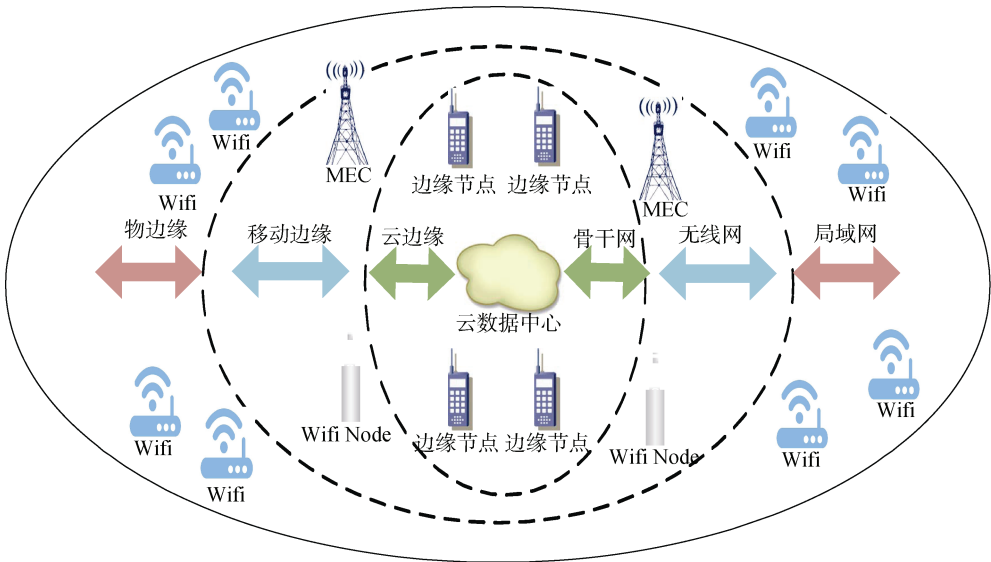 Wifi
Wifi
Wifi
Wifi
MEC
边缘节点
边缘节点
MEC
物边缘
移动边缘
云边缘
骨干网
无线网
局域网
云数据中心
Wifi
Wifi
Wifi Node
边缘节点
边缘节点
Wifi Node
Wifi
Wifi